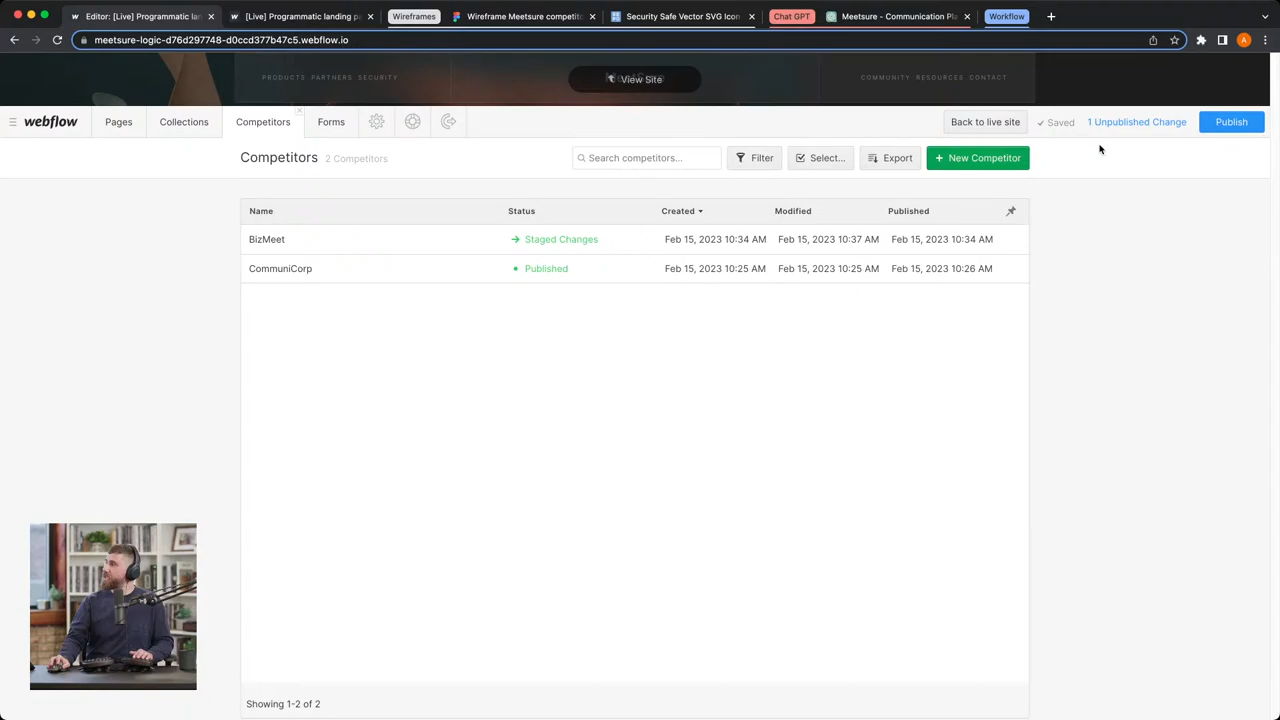 Editor: [Live] Programmatic lan
[Live] Programmatic landing pa
Wireframes
Wireframe Meetsure competito
Security Safe Vector SVG Icon
Chat GPT
Meetsure - Communication Pla
Workflow
meetsure-logic-d76d297748-d0ccd377b47c5.webflow.io
PRODUCTS PARTNERS SECURITY
View Site
COMMUNITY RESOURCES CONTACT
webflow
Pages
Collections
Competitors
Forms
Back to live site
Saved
1 Unpublished Change
Publish
Competitors 2 Competitors
Search competitors...
Filter
Select...
Export
+ New Competitor
Name Status Created Modified Published
BizMeet Staged Changes Feb 15, 2023 10:34 AM Feb 15, 2023 10:37 AM Feb 15, 2023 10:34 AM
CommuniCorp Published Feb 15, 2023 10:25 AM Feb 15, 2023 10:25 AM Feb 15, 2023 10:26 AM
Showing 1-2 of 2